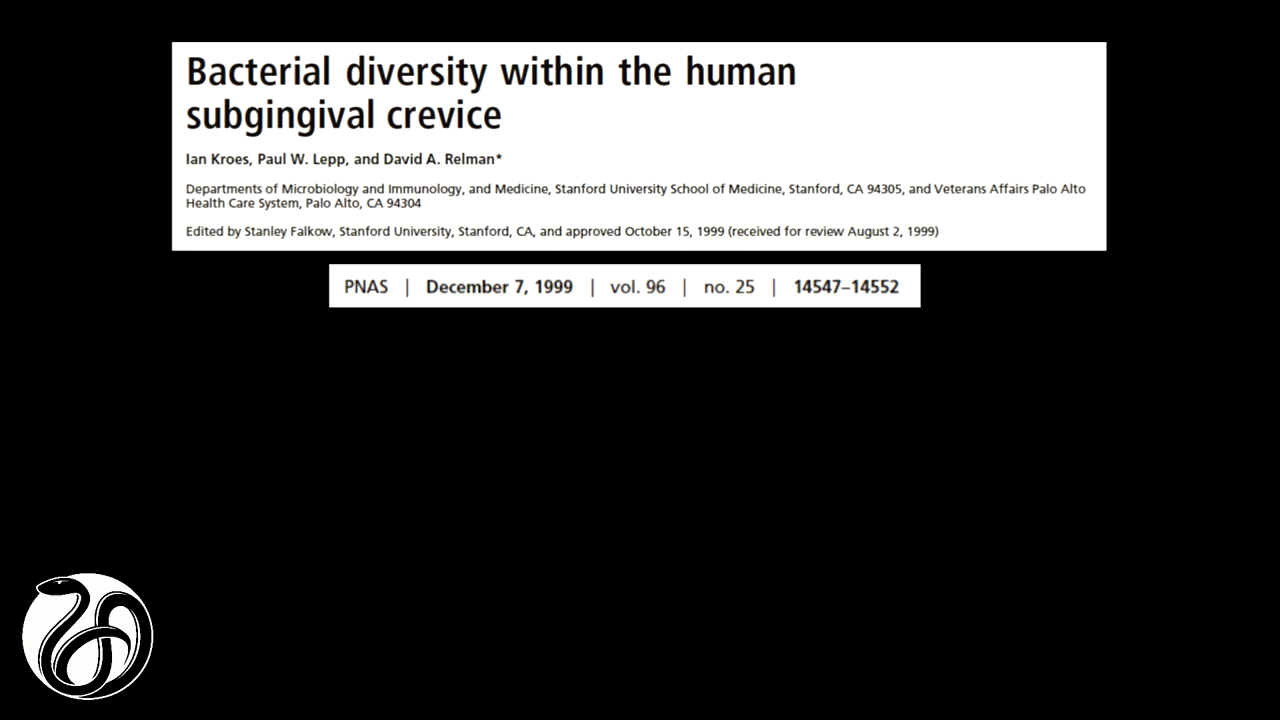 Bacterial diversity within the human
subgingival crevice
Ian Kroes, Paul W. Lepp, and David A. Relman*
Departments of Microbiology and Immunology, and Medicine, Stanford University School of Medicine, Stanford, CA 94305, and Veterans Affairs Palo Alto
Health Care System, Palo Alto, CA 94304
Edited by Stanley Falkow, Stanford University, Stanford, CA, and approved October 15, 1999 (received for review August 2, 1999)
PNAS | December 7, 1999 | vol. 96 | no. 25 | 14547–14552